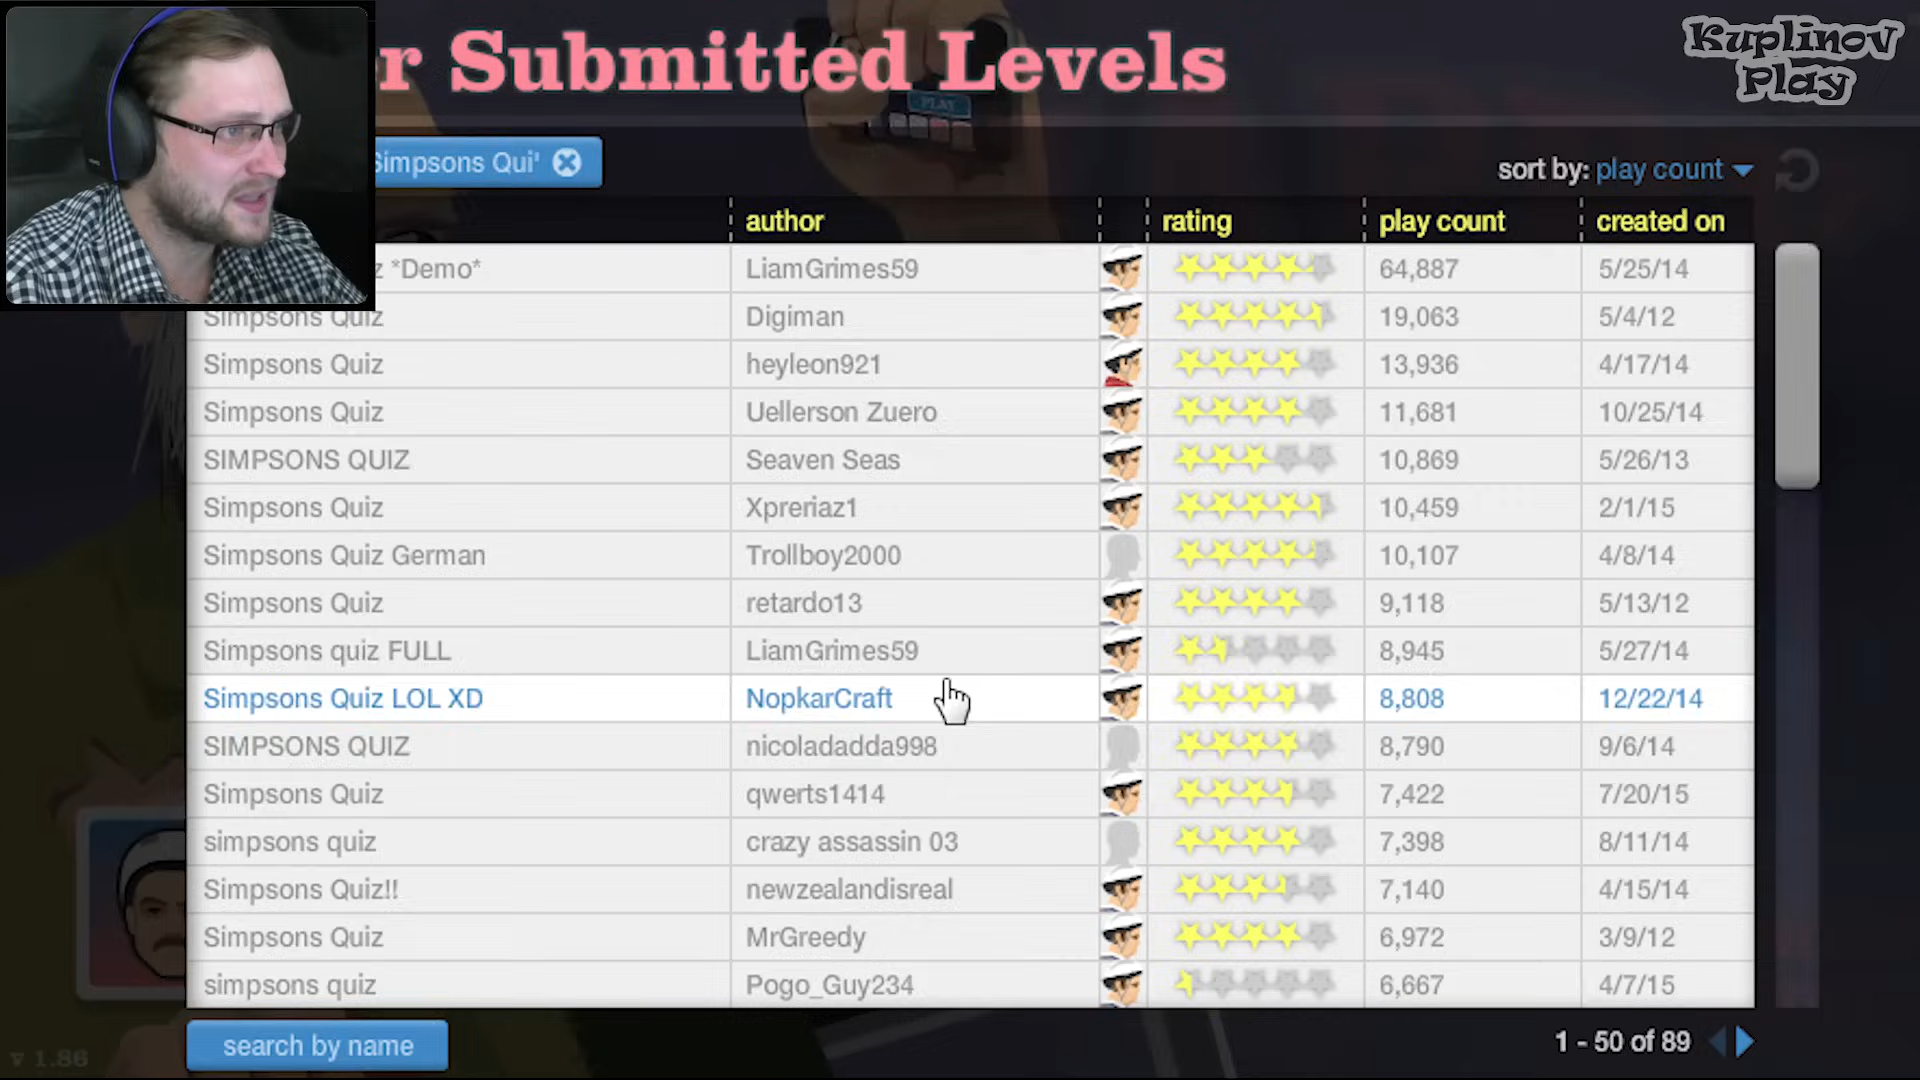 r Submitted Levels
Kuplinov
Play
PLAY
Simpsons Qui'
sort by: play count
author rating play count created on
z *Demo* LiamGrimes59 64,887 5/25/14
Simpsons Quiz Digiman 19,063 5/4/12
Simpsons Quiz heyleon921 13,936 4/17/14
Simpsons Quiz Uellerson Zuero 11,681 10/25/14
SIMPSONS QUIZ Seaven Seas 10,869 5/26/13
Simpsons Quiz Xpreriaz1 10,459 2/1/15
Simpsons Quiz German Trollboy2000 10,107 4/8/14
Simpsons Quiz retardo13 9,118 5/13/12
Simpsons quiz FULL LiamGrimes59 8,945 5/27/14
Simpsons Quiz LOL XD NopkarCraft 8,808 12/22/14
SIMPSONS QUIZ nicoladadda998 8,790 9/6/14
Simpsons Quiz qwerts1414 7,422 7/20/15
simpsons quiz crazy assassin 03 7,398 8/11/14
Simpsons Quiz!! newzealandisreal 7,140 4/15/14
Simpsons Quiz MrGreedy 6,972 3/9/12
simpsons quiz Pogo_Guy234 6,667 4/7/15
search by name
1 - 50 of 89
v 1.86